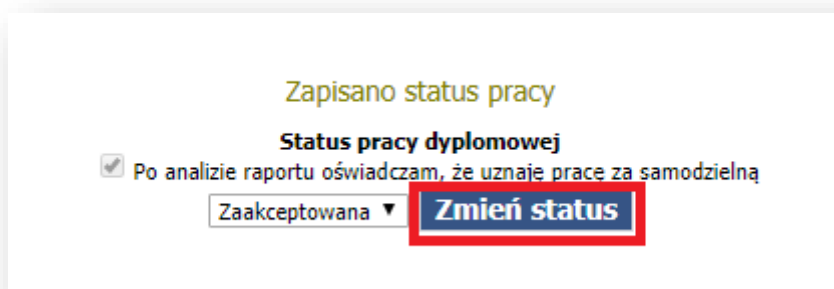 Zapisano status pracy
Status pracy dyplomowej
Po analizie raportu oświadczam, że uznaję pracę za samodzielną
Zaakceptowana Zmień status